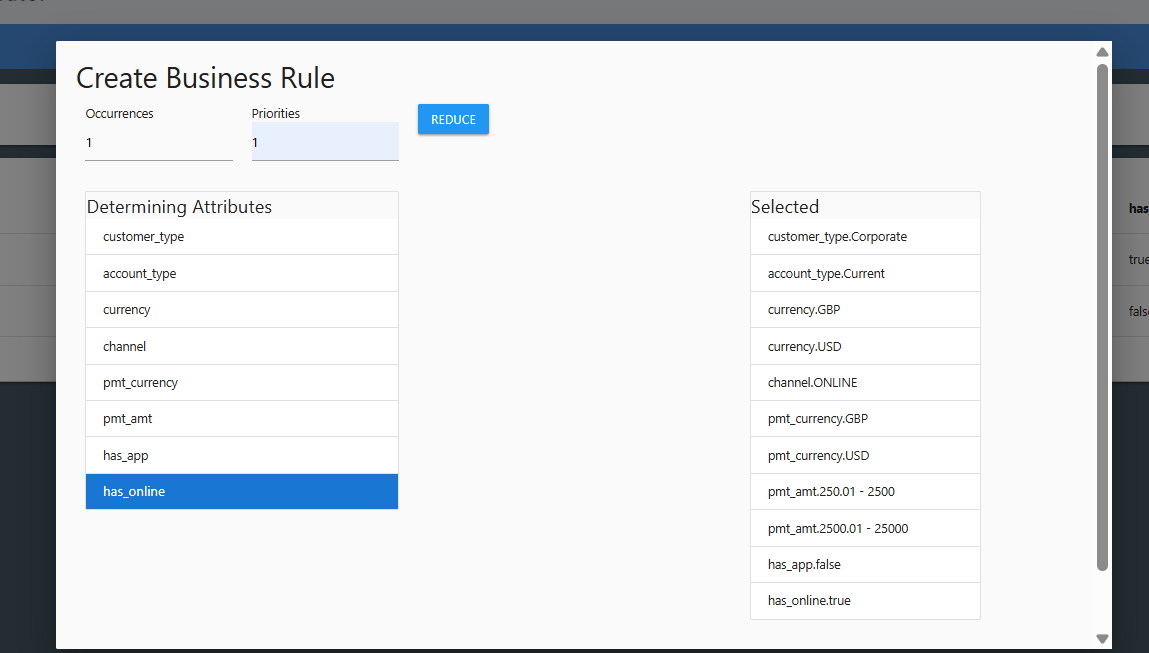 Create Business Rule
Occurrences
Priorities
REDUCE
1
1
Determining Attributes
customer_type
account_type
currency
channel
pmt_currency
pmt_amt
has_app
has_online
Selected
customer_type.Corporate
account_type.Current
currency.GBP
currency.USD
channel.ONLINE
pmt_currency.GBP
pmt_currency.USD
pmt_amt.250.01 - 2500
pmt_amt.2500.01 - 25000
has_app.false
has_online.true
has
true